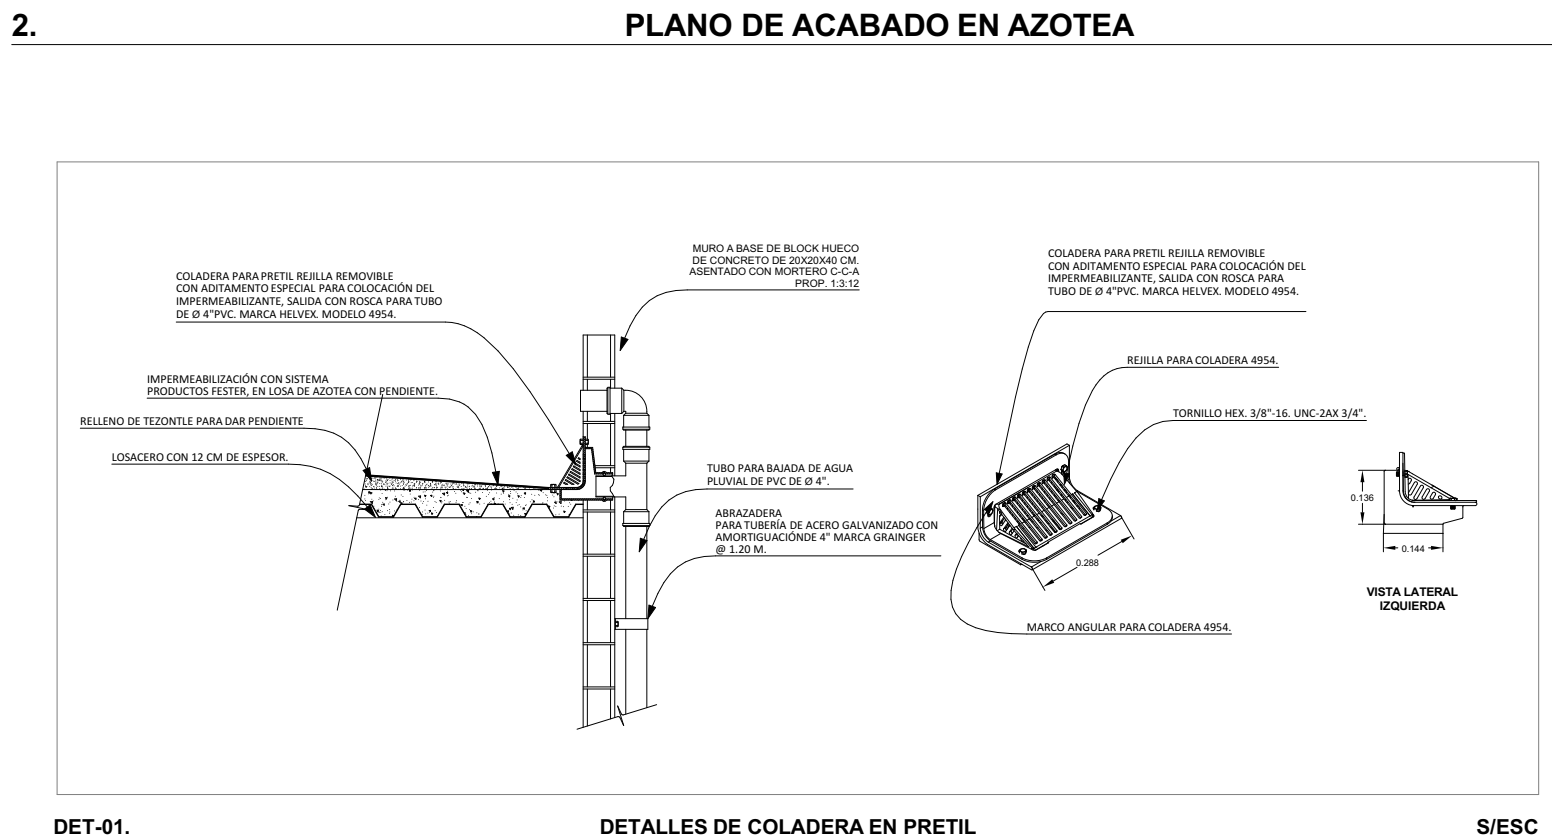 2.
PLANO DE ACABADO EN AZOTEA
COLADERA PARA PRETIL REJILLA REMOVIBLE
CON ADITAMENTO ESPECIAL PARA COLOCACIÓN DEL
IMPERMEABILIZANTE, SALIDA CON ROSCA PARA TUBO
DE Ø 4"PVC. MARCA HELVEX. MODELO 4954.
IMPERMEABILIZACIÓN CON SISTEMA
PRODUCTOS FESTER, EN LOSA DE AZOTEA CON PENDIENTE.
RELLENO DE TEZONTLE PARA DAR PENDIENTE
LOSACERO CON 12 CM DE ESPESOR.
MURO A BASE DE BLOCK HUECO
DE CONCRETO DE 20X20X40 CM.
ASENTADO CON MORTERO C-C-A
PROP. 1:3:12
TUBO PARA BAJADA DE AGUA
PLUVIAL DE PVC DE Ø 4".
ABRAZADERA
PARA TUBERÍA DE ACERO GALVANIZADO CON
AMORTIGUACIÓNDE 4" MARCA GRAINGER
@ 1.20 M.
COLADERA PARA PRETIL REJILLA REMOVIBLE
CON ADITAMENTO ESPECIAL PARA COLOCACIÓN DEL
IMPERMEABILIZANTE, SALIDA CON ROSCA PARA
TUBO DE Ø 4"PVC. MARCA HELVEX. MODELO 4954.
REJILLA PARA COLADERA 4954.
TORNILLO HEX. 3/8"-16. UNC-2AX 3/4".
0.288
MARCO ANGULAR PARA COLADERA 4954.
0.136
0.144
VISTA LATERAL
IZQUIERDA
DET-01.
DETALLES DE COLADERA EN PRETIL
S/ESC